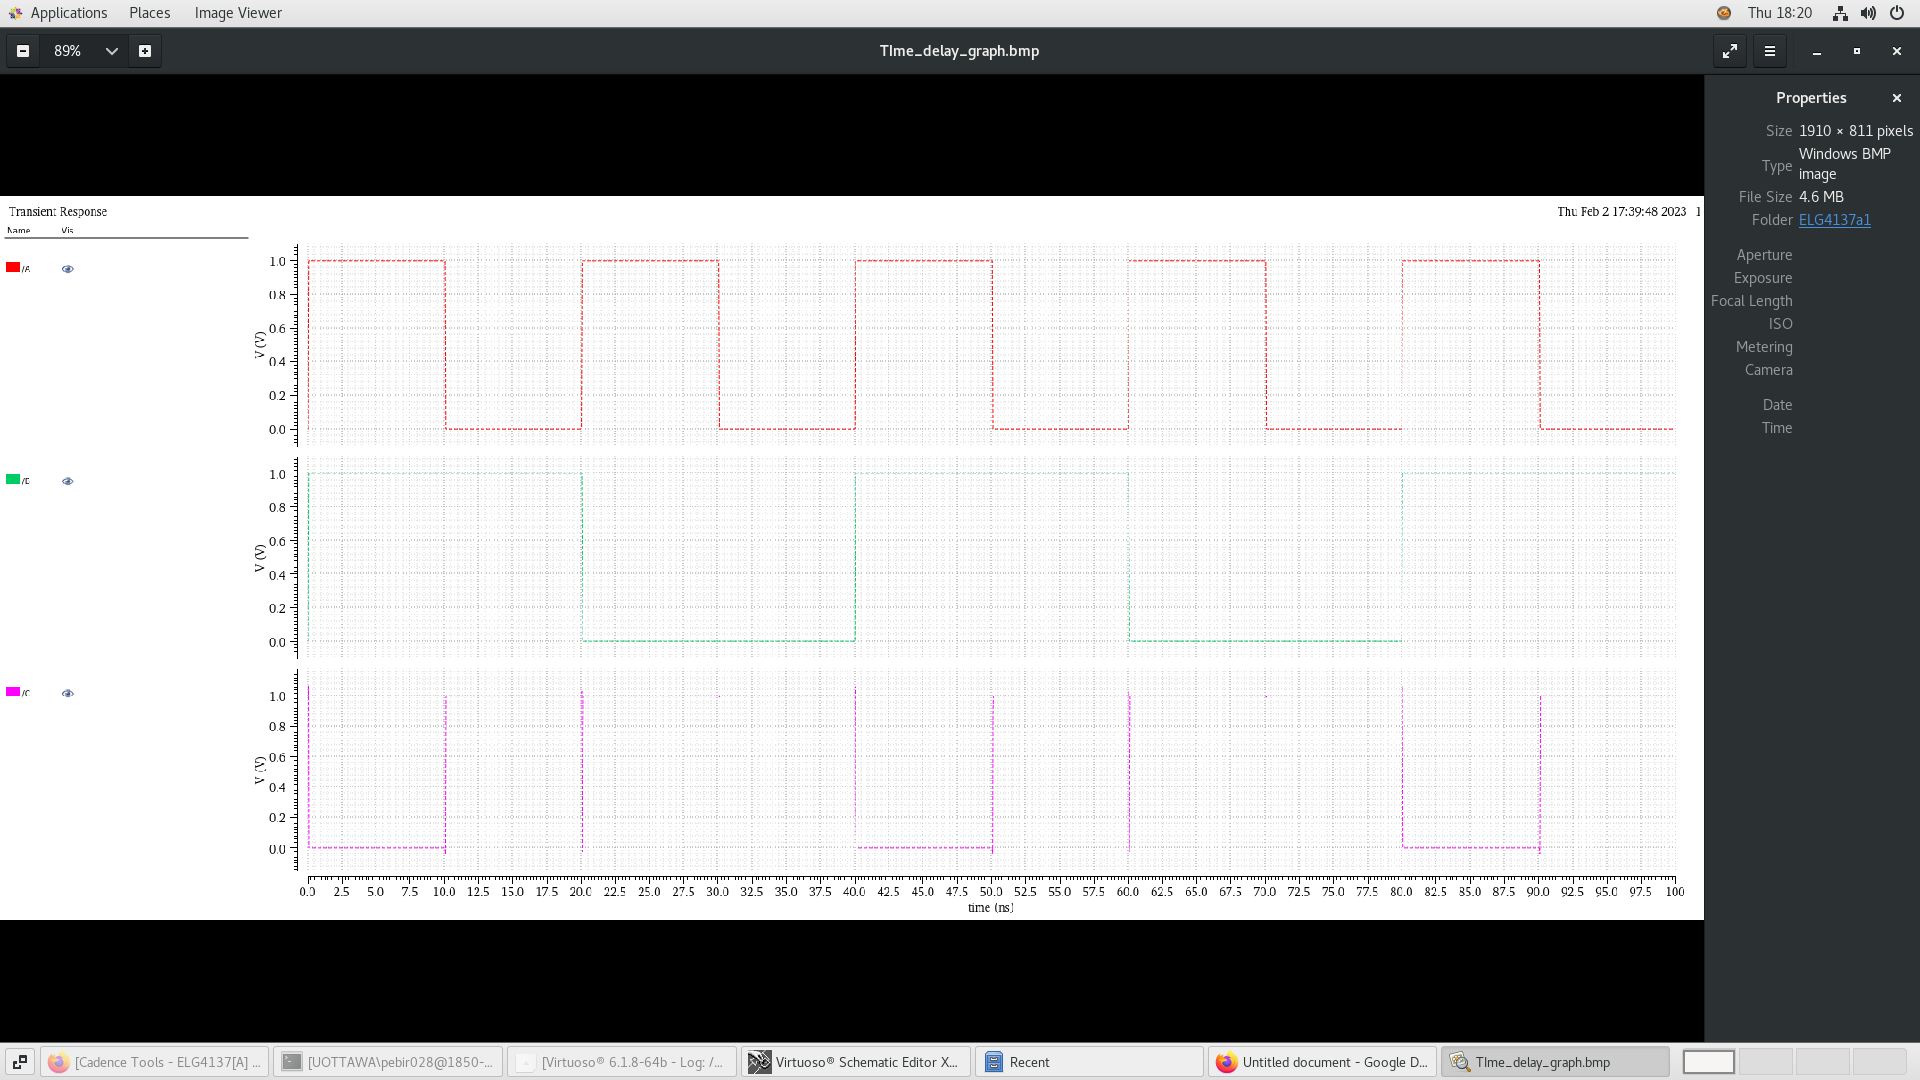 Applications Places Image Viewer Thu 18:20
89% TIme_delay_graph.bmp
Properties
Size 1910 × 811 pixels
Type Windows BMP
image
File Size 4.6 MB
Folder ELG4137a1
Aperture
Exposure
Focal Length
ISO
Metering
Camera
Date
Time
Transient Response Thu Feb 2 17:39:48 2023 1
Name Vis
/A
V (V)
1.0
0.8
0.6
0.4
0.2
0.0
/B
V (V)
1.0
0.8
0.6
0.4
0.2
0.0
/C
V (V)
1.0
0.8
0.6
0.4
0.2
0.0
0.0 2.5 5.0 7.5 10.0 12.5 15.0 17.5 20.0 22.5 25.0 27.5 30.0 32.5 35.0 37.5 40.0 42.5 45.0 47.5 50.0 52.5 55.0 57.5 60.0 62.5 65.0 67.5 70.0 72.5 75.0 77.5 80.0 82.5 85.0 87.5 90.0 92.5 95.0 97.5 100
time (ns)
[Cadence Tools - ELG4137[A] ... [UOTTAWA\pebir028@1850-... [Virtuoso® 6.1.8-64b - Log: /... Virtuoso® Schematic Editor X... Recent Untitled document - Google D... TIme_delay_graph.bmp